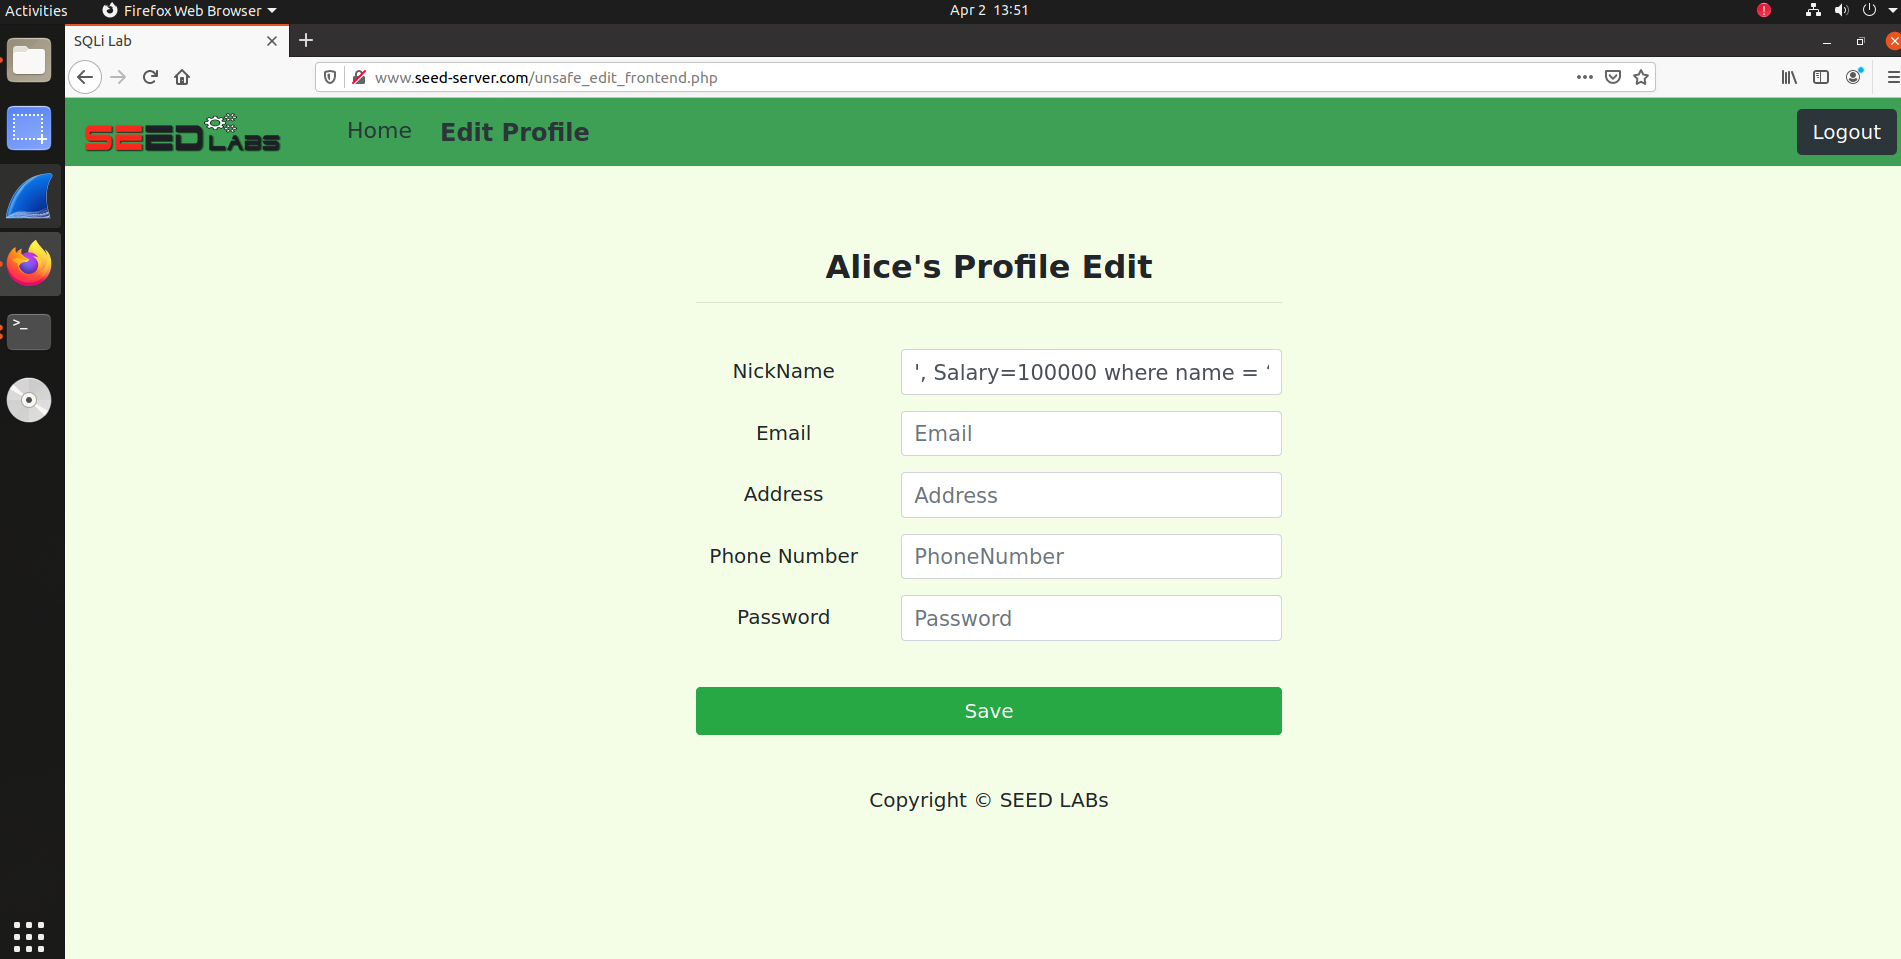 Activities Firefox Web Browser Apr 2 13:51
SQLi Lab
www.seed-server.com/unsafe_edit_frontend.php
SEED LABS Home Edit Profile Logout
Alice's Profile Edit
NickName ', Salary=100000 where name = ‘
Email Email
Address Address
Phone Number PhoneNumber
Password Password
Save
Copyright © SEED LABs